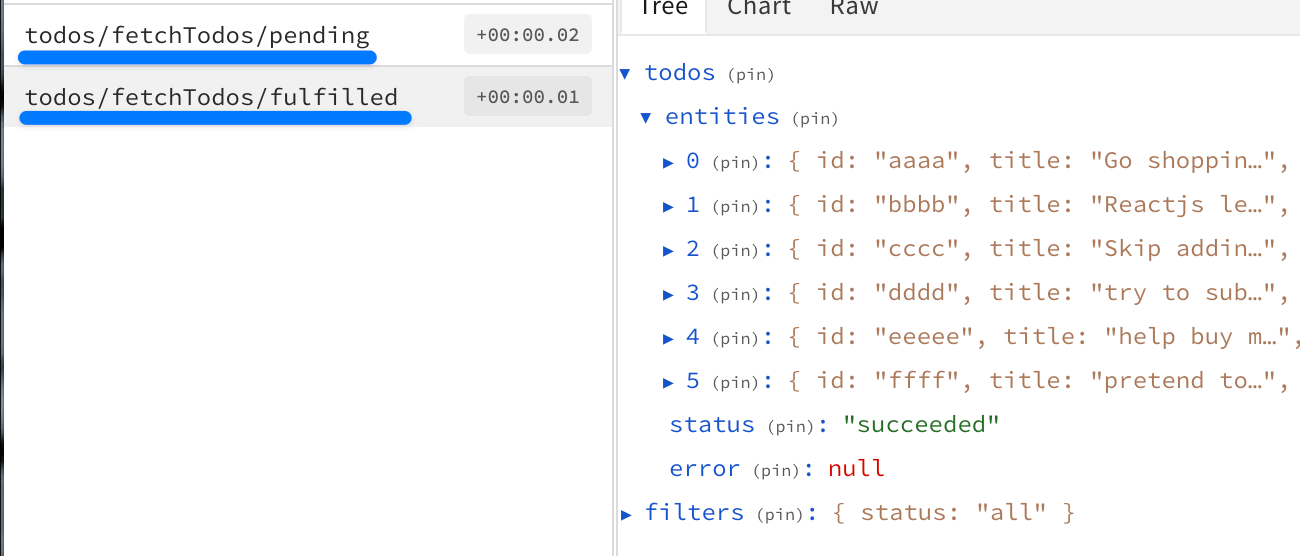 todos/fetchTodos/pending +00:00.02
todos/fetchTodos/fulfilled +00:00.01
Tree Chart Raw
▼ todos (pin)
▼ entities (pin)
▶ 0 (pin): { id: "aaaa", title: "Go shoppin…",
▶ 1 (pin): { id: "bbbb", title: "Reactjs le…",
▶ 2 (pin): { id: "cccc", title: "Skip addin…",
▶ 3 (pin): { id: "dddd", title: "try to sub…",
▶ 4 (pin): { id: "eeeee", title: "help buy m…",
▶ 5 (pin): { id: "ffff", title: "pretend to…",
status (pin): "succeeded"
error (pin): null
▶ filters (pin): { status: "all" }